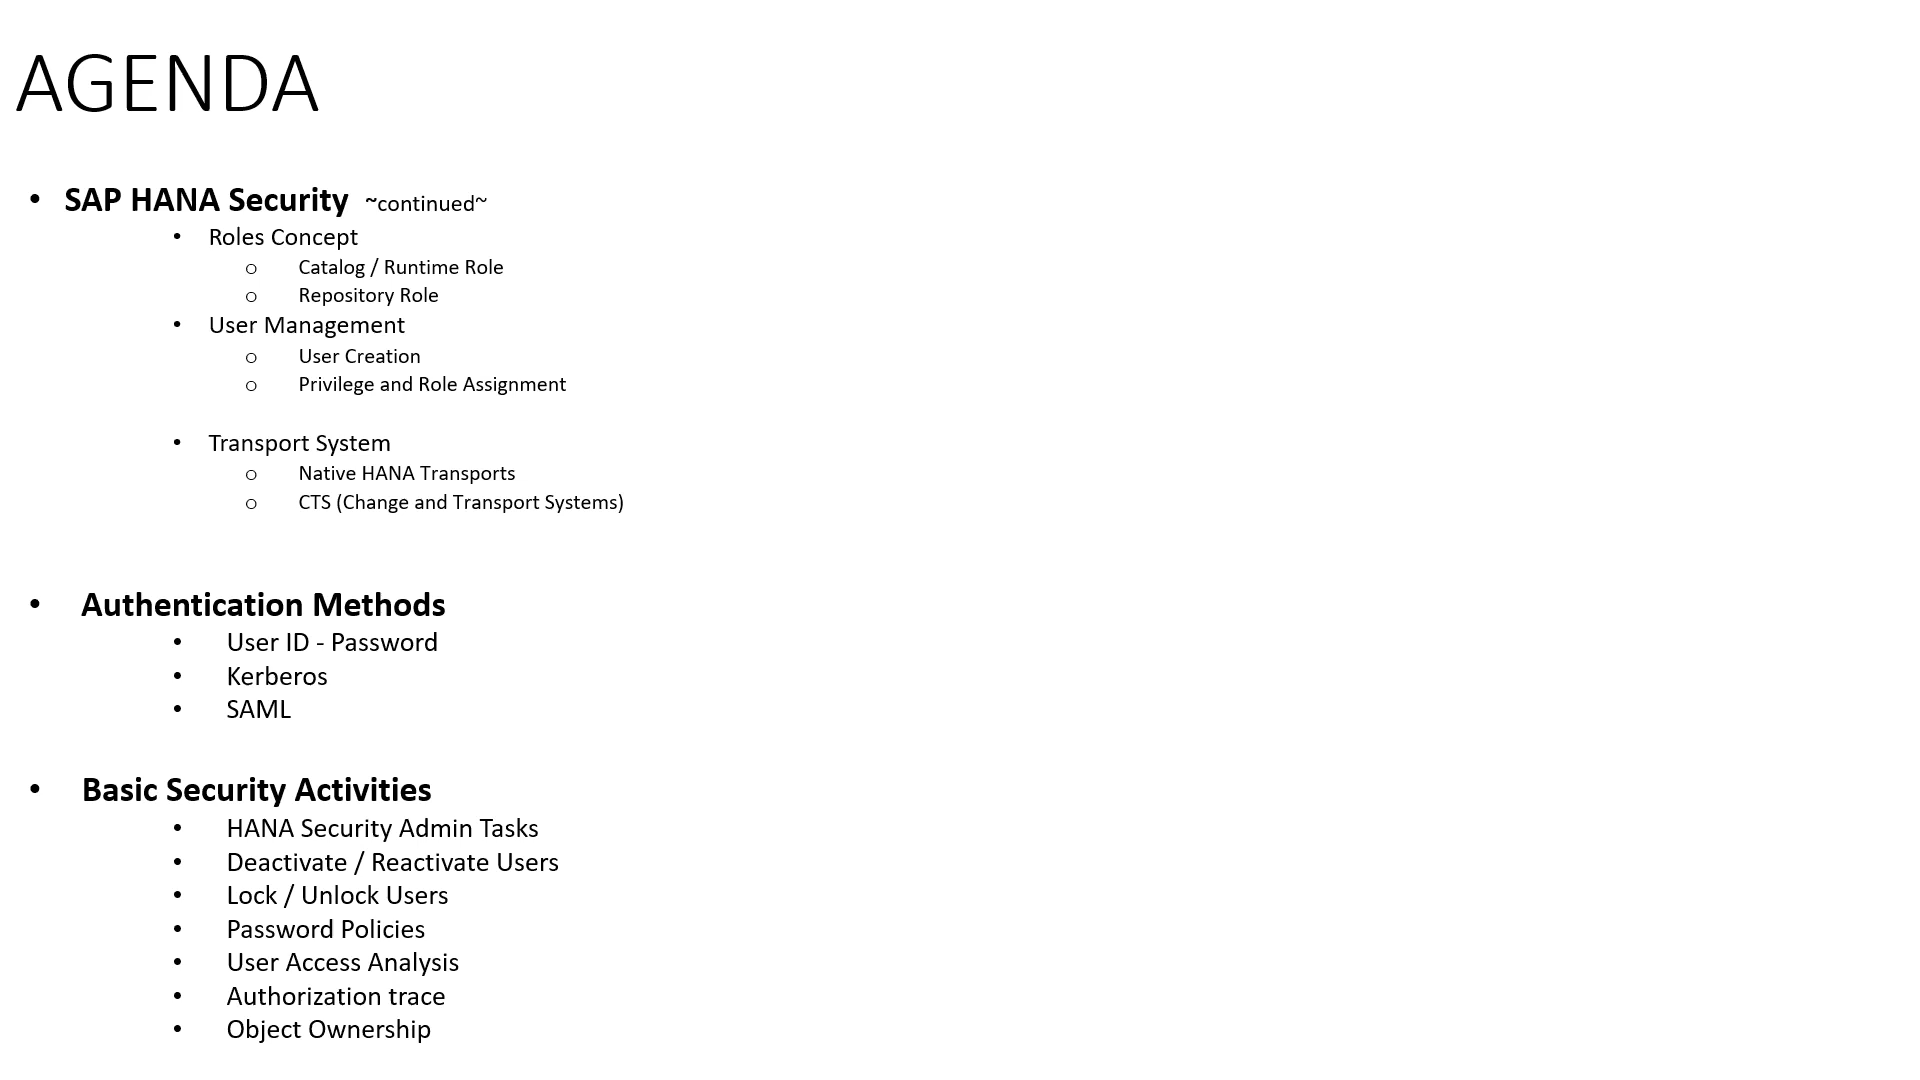 AGENDA
• SAP HANA Security ~continued~
• Roles Concept
o Catalog / Runtime Role
o Repository Role
• User Management
o User Creation
o Privilege and Role Assignment
• Transport System
o Native HANA Transports
o CTS (Change and Transport Systems)
• Authentication Methods
• User ID - Password
• Kerberos
• SAML
• Basic Security Activities
• HANA Security Admin Tasks
• Deactivate / Reactivate Users
• Lock / Unlock Users
• Password Policies
• User Access Analysis
• Authorization trace
• Object Ownership